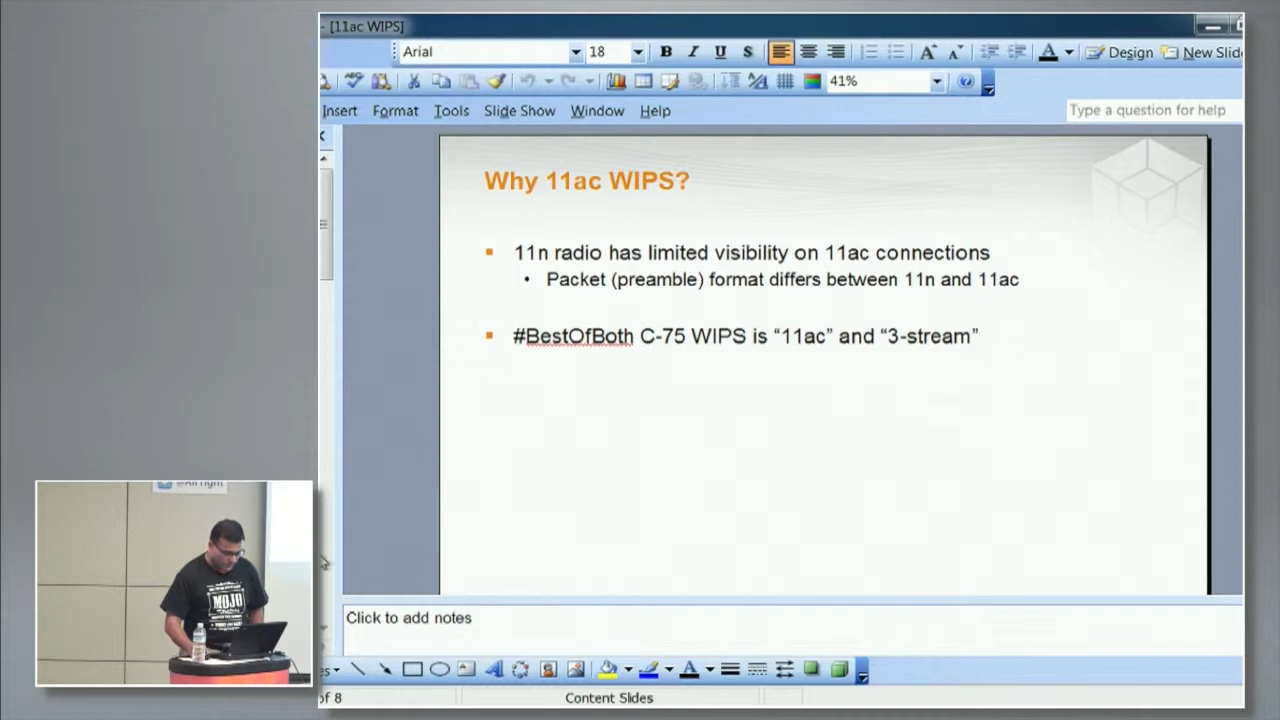 - [11ac WIPS]
Arial
18
B I U S
A
Design
New Slid
41%
Insert Format Tools Slide Show Window Help
Type a question for help
Why 11ac WIPS?
11n radio has limited visibility on 11ac connections
Packet (preamble) format differs between 11n and 11ac
#BestOfBoth C-75 WIPS is “11ac” and “3-stream”
MOJO
Click to add notes
of 8
Content Slides